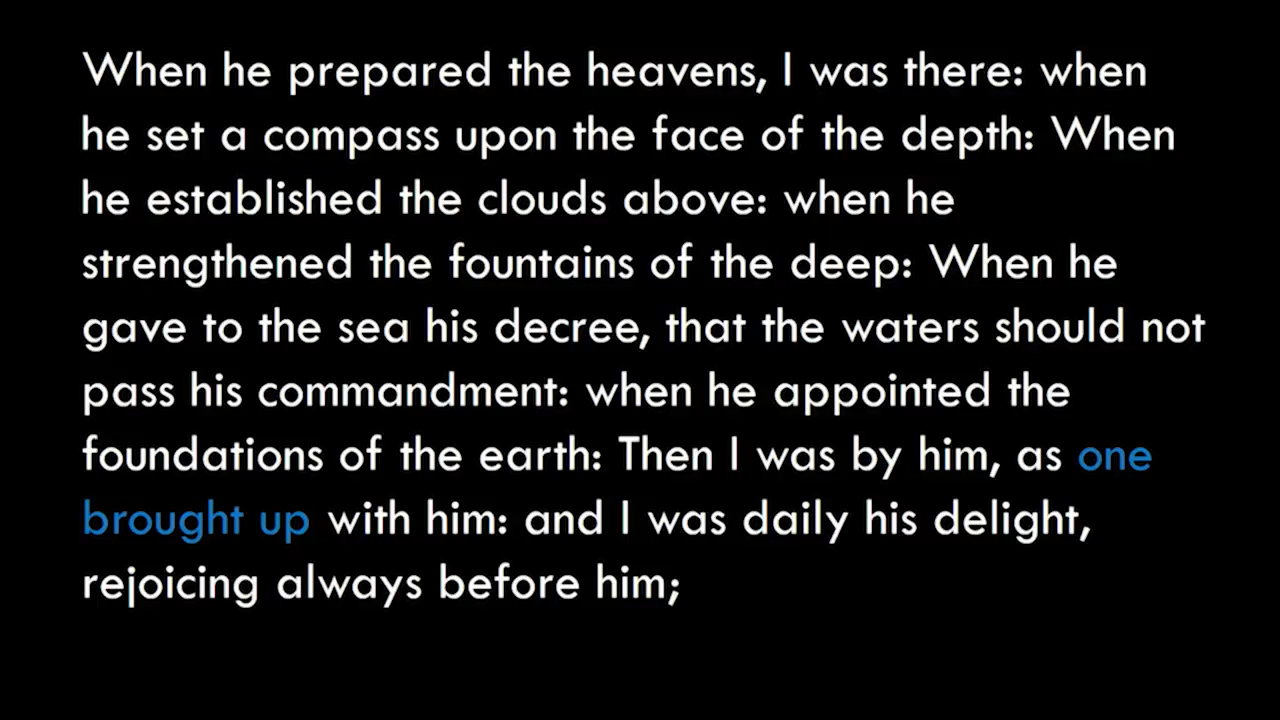 When he prepared the heavens, I was there: when
he set a compass upon the face of the depth: When
he established the clouds above: when he
strengthened the fountains of the deep: When he
gave to the sea his decree, that the waters should not
pass his commandment: when he appointed the
foundations of the earth: Then I was by him, as one
brought up with him: and I was daily his delight,
rejoicing always before him;